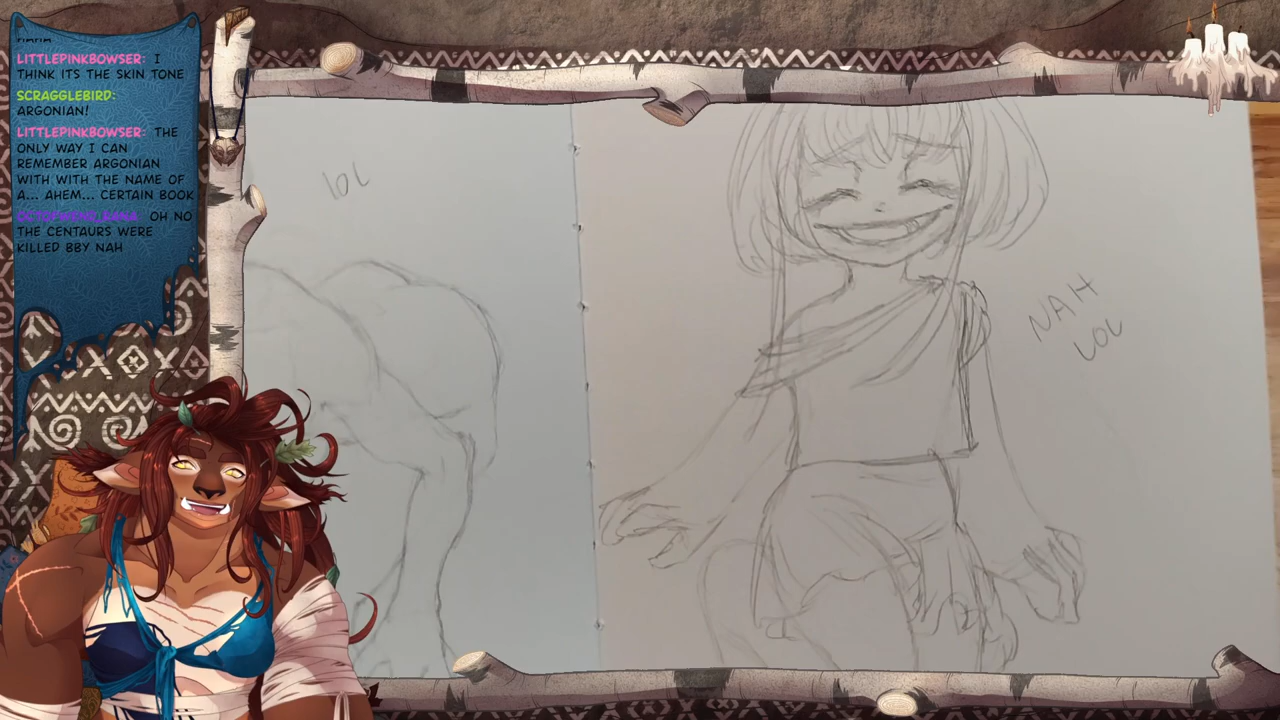 LITTLEPINKBOWSER: I
THINK ITS THE SKIN TONE
SCRAGGLEBIRD:
ARGONIAN!
LITTLEPINKBOWSER: THE
ONLY WAY I CAN
REMEMBER ARGONIAN
WITH WITH THE NAME OF
A... AHEM... CERTAIN BOOK
OH NO
THE CENTAURS WERE
KILLED BBY NAH
lol
NAH
LOL